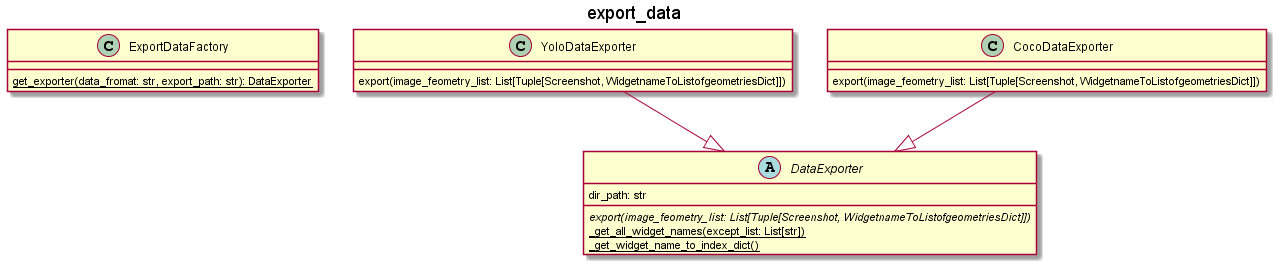 export_data
C ExportDataFactory
get_exporter(data_fromat: str, export_path: str): DataExporter
C YoloDataExporter
export(image_feometry_list: List[Tuple[Screenshot, WidgetnameToListofgeometriesDict]])
C CocoDataExporter
export(image_feometry_list: List[Tuple[Screenshot, WidgetnameToListofgeometriesDict]])
A DataExporter
dir_path: str
export(image_feometry_list: List[Tuple[Screenshot, WidgetnameToListofgeometriesDict]])
_get_all_widget_names(except_list: List[str])
_get_widget_name_to_index_dict()